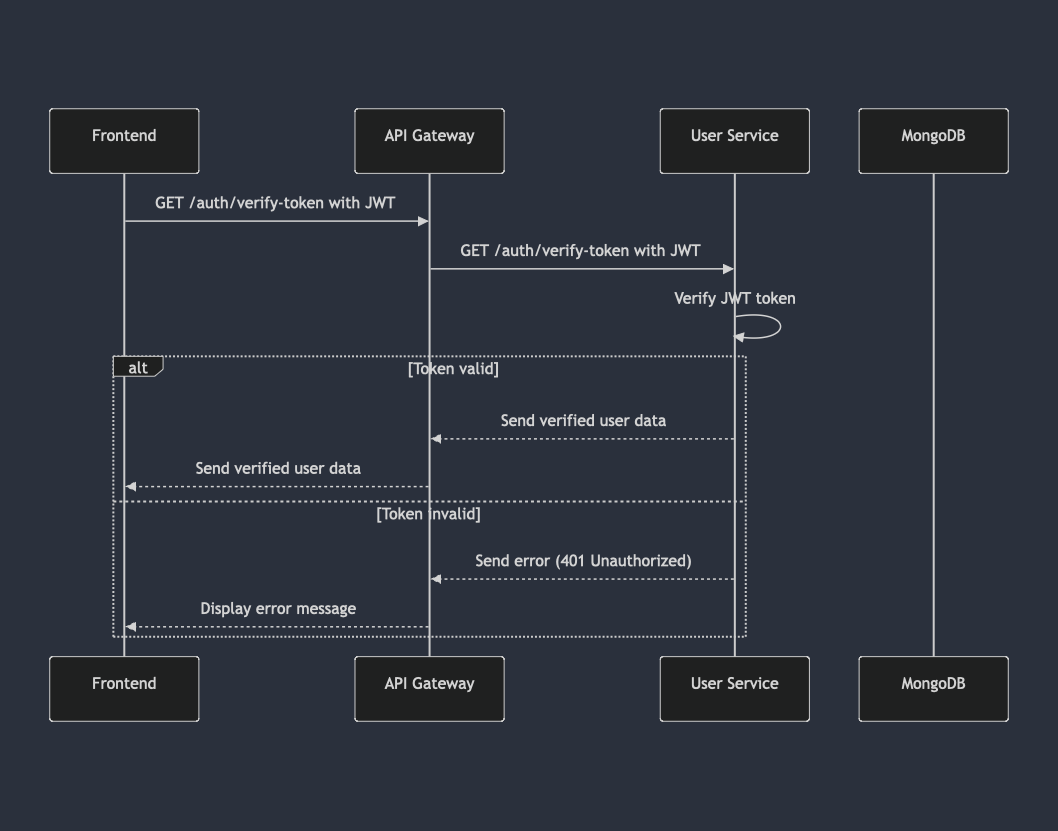 Frontend
API Gateway
User Service
MongoDB
GET /auth/verify-token with JWT
GET /auth/verify-token with JWT
Verify JWT token
alt
[Token valid]
Send verified user data
Send verified user data
[Token invalid]
Send error (401 Unauthorized)
Display error message
Frontend
API Gateway
User Service
MongoDB